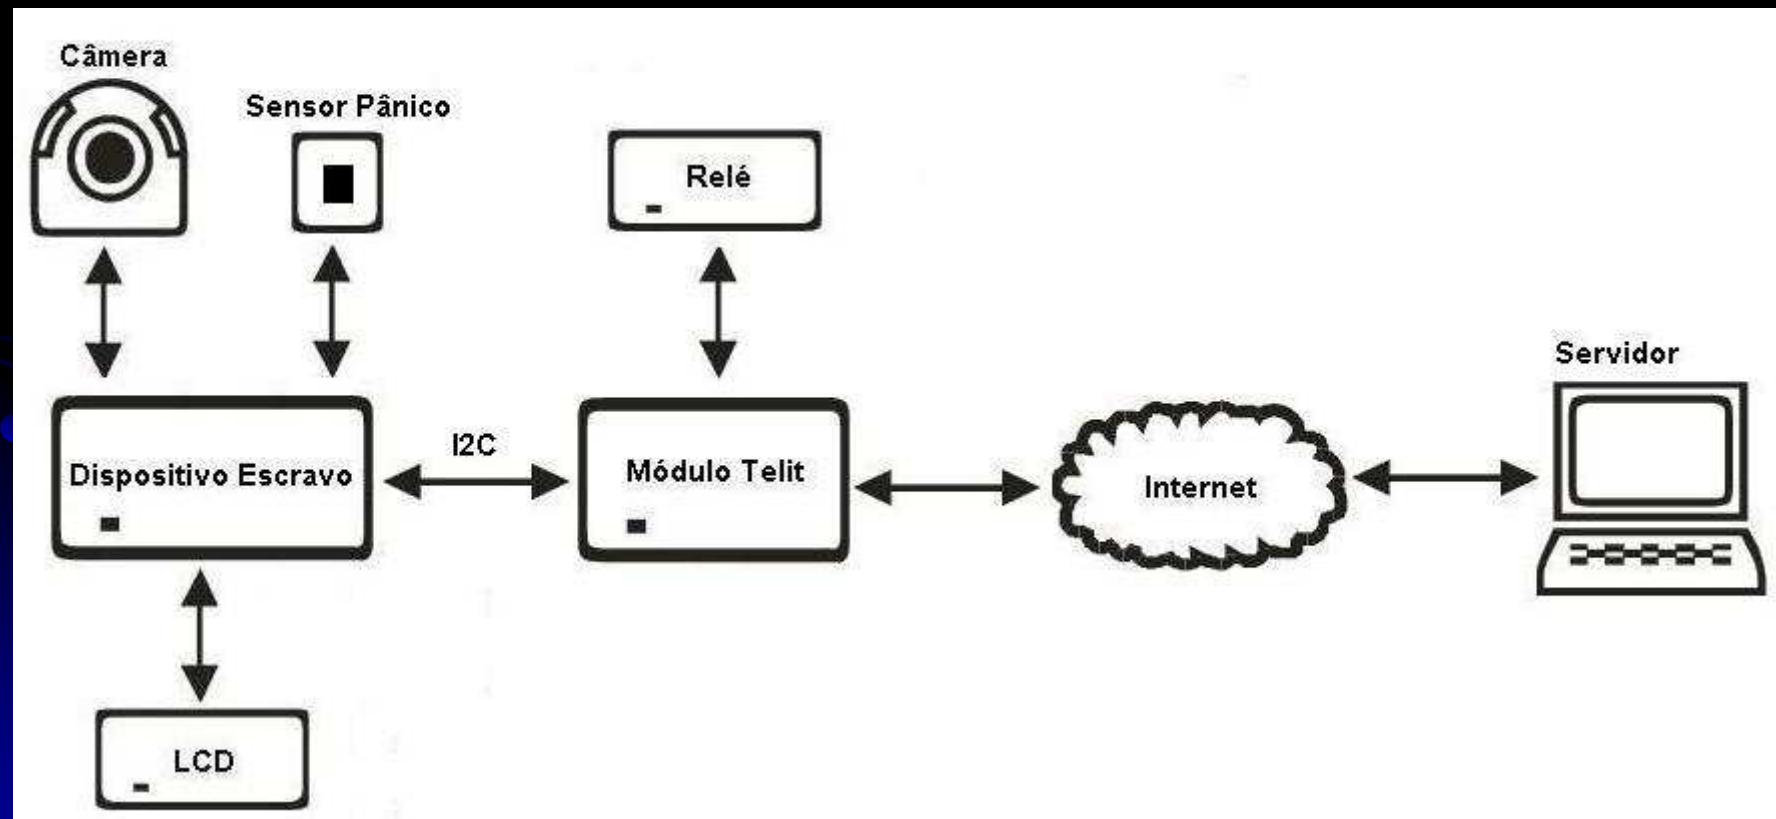 Câmera
Sensor Pânico
Relé
Servidor
I2C
Dispositivo Escravo
Módulo Telit
Internet
LCD